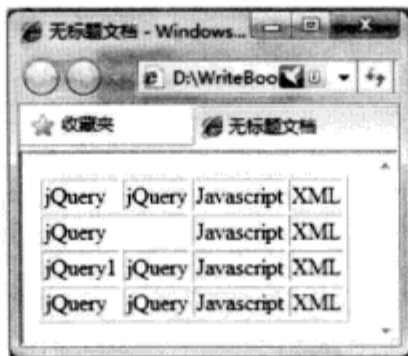 无标题文档 - Windows...
D:\WriteBoo
收藏夹 无标题文档
jQuery jQuery Javascript XML
jQuery Javascript XML
jQuery1 jQuery Javascript XML
jQuery jQuery Javascript XML